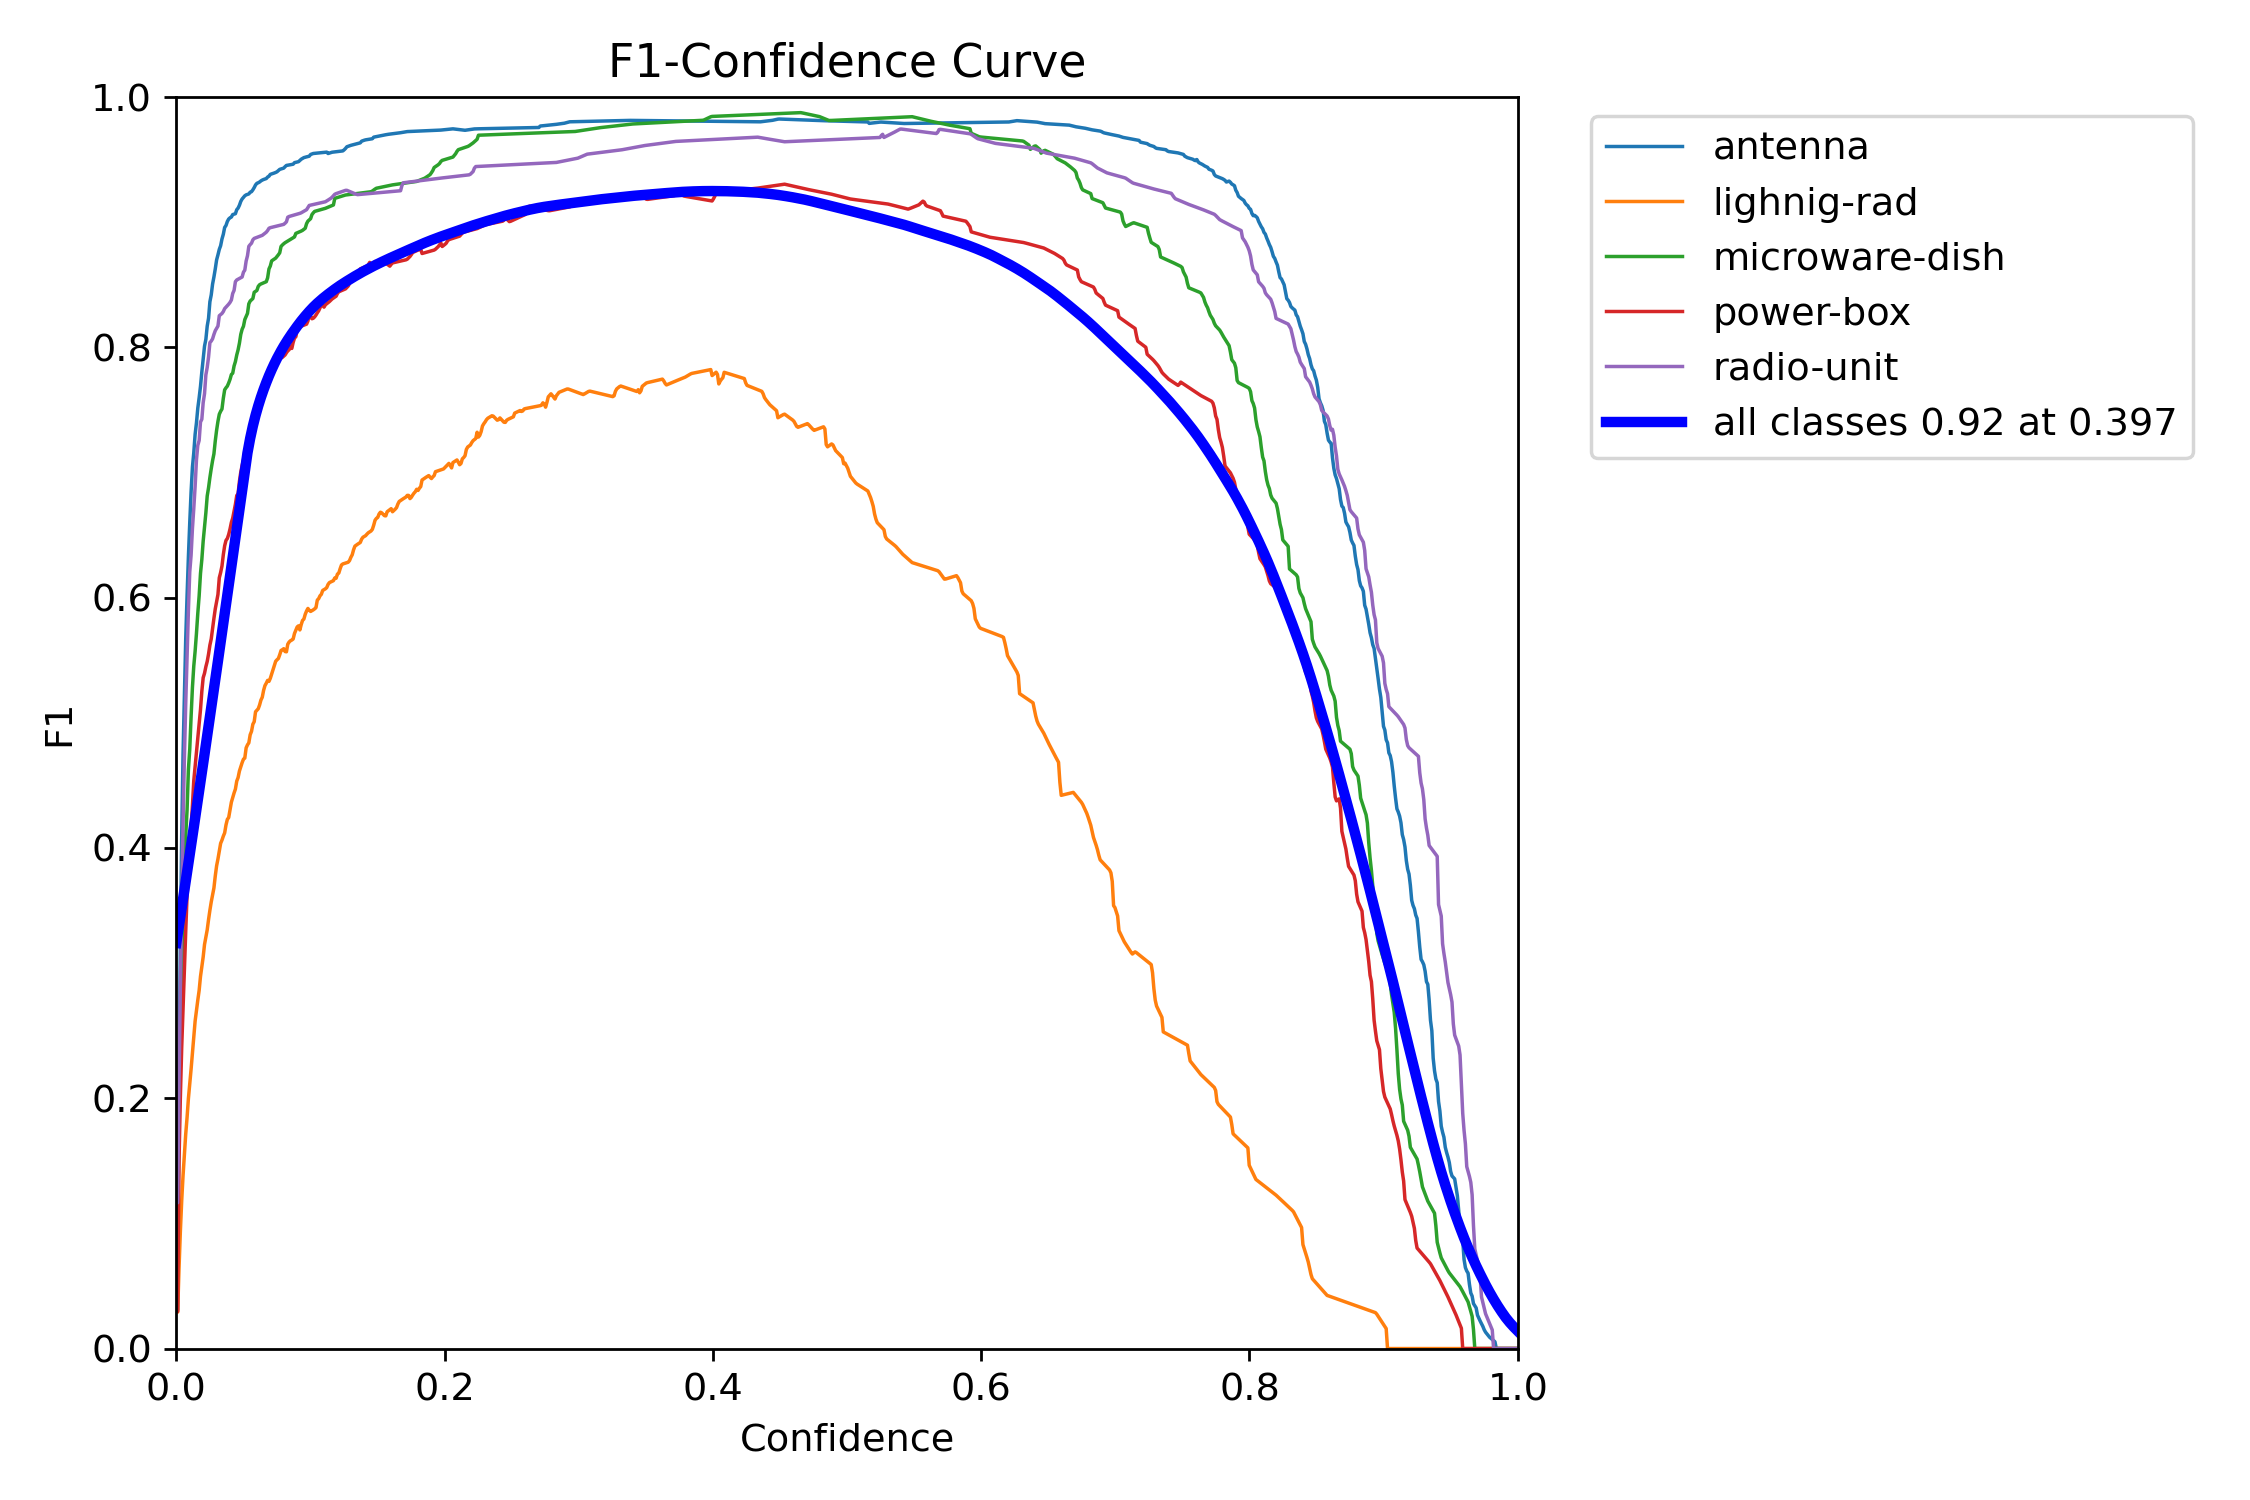 F1-Confidence Curve
1.0
0.8
0.6
0.4
0.2
0.0
F1
0.0 0.2 0.4 0.6 0.8 1.0
Confidence
antenna
lighnig-rad
microware-dish
power-box
radio-unit
all classes 0.92 at 0.397